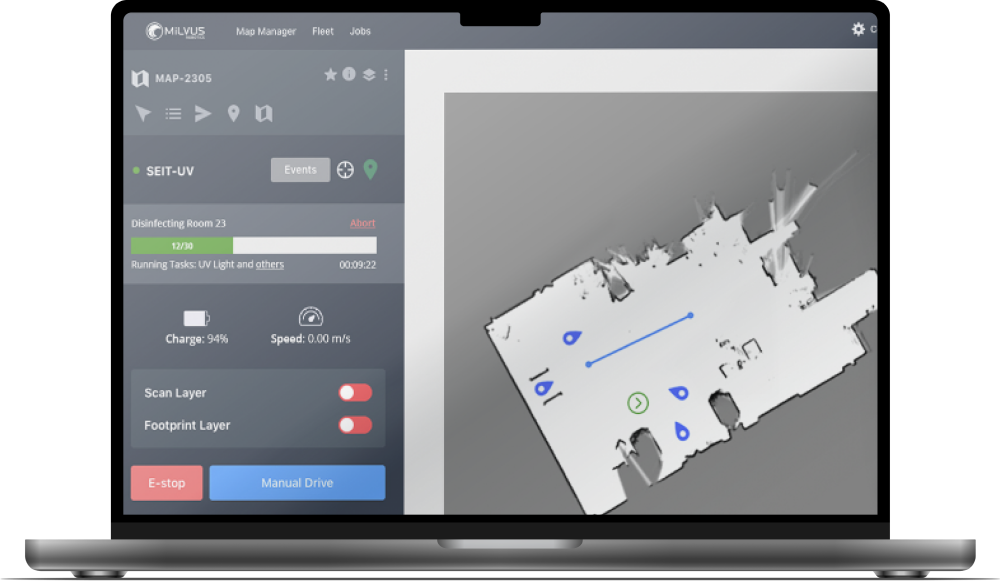 MiLVUS
Map Manager Fleet Jobs
MAP-2305
SEIT-UV
Events
Disinfecting Room 23
Abort
12/30
Running Tasks: UV Light and others
00:09:22
Charge: 94%
Speed: 0.00 m/s
Scan Layer
Footprint Layer
E-stop
Manual Drive